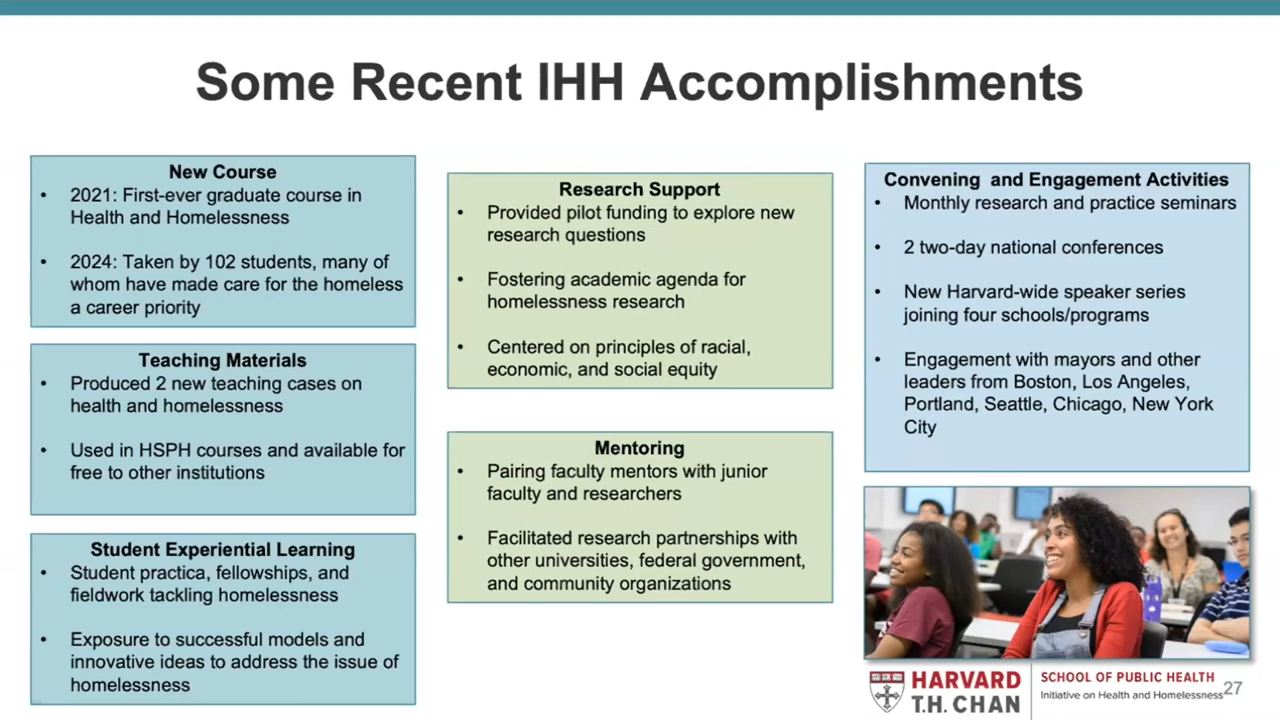 Some Recent IHH Accomplishments
New Course
• 2021: First-ever graduate course in
Health and Homelessness
• 2024: Taken by 102 students, many of
whom have made care for the homeless
a career priority
Teaching Materials
• Produced 2 new teaching cases on
health and homelessness
• Used in HSPH courses and available for
free to other institutions
Student Experiential Learning
• Student practica, fellowships, and
fieldwork tackling homelessness
• Exposure to successful models and
innovative ideas to address the issue of
homelessness
Research Support
• Provided pilot funding to explore new
research questions
• Fostering academic agenda for
homelessness research
• Centered on principles of racial,
economic, and social equity
Mentoring
• Pairing faculty mentors with junior
faculty and researchers
• Facilitated research partnerships with
other universities, federal government,
and community organizations
Convening and Engagement Activities
• Monthly research and practice seminars
• 2 two-day national conferences
• New Harvard-wide speaker series
joining four schools/programs
• Engagement with mayors and other
leaders from Boston, Los Angeles,
Portland, Seattle, Chicago, New York
City
HARVARD
T.H. CHAN
SCHOOL OF PUBLIC HEALTH
Initiative on Health and Homelessness
27